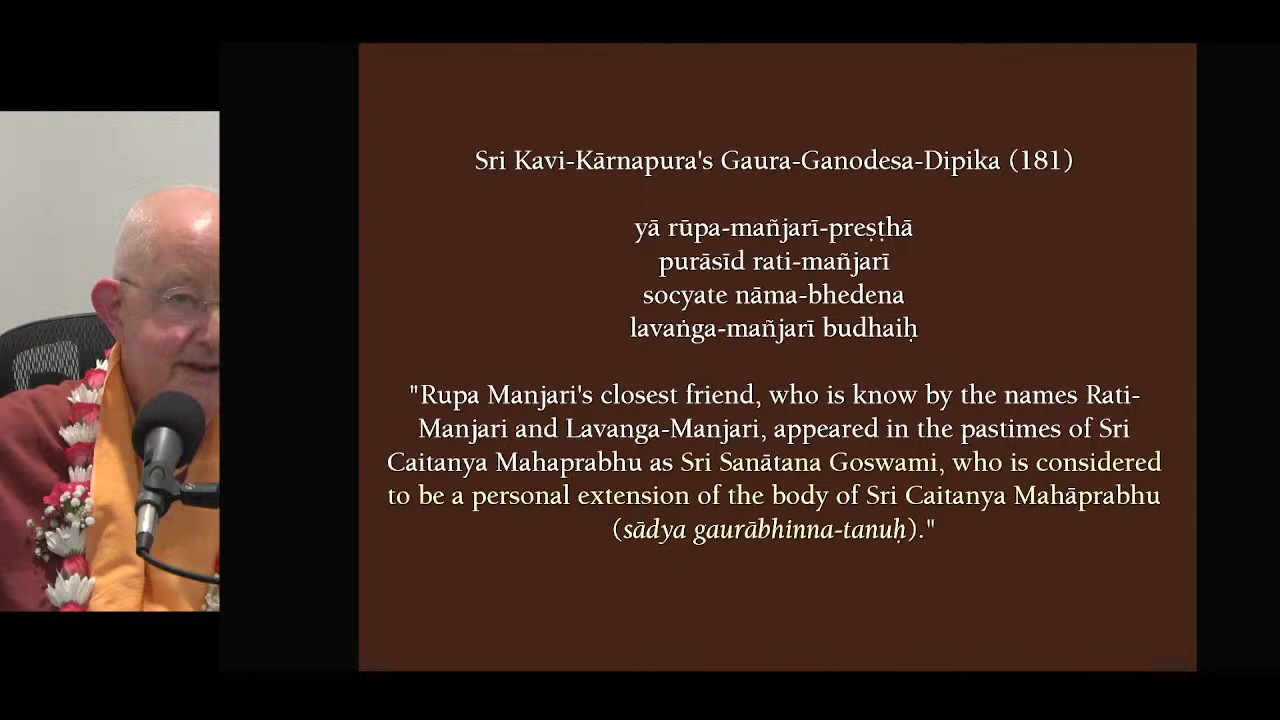 Sri Kavi-Kārnapura's Gaura-Ganodesa-Dipika (181)
yā rūpa-mañjarī-preṣṭhā
purāsīd rati-mañjarī
socyate nāma-bhedena
lavaṅga-mañjarī budhaiḥ
"Rupa Manjari's closest friend, who is know by the names Rati-
Manjari and Lavanga-Manjari, appeared in the pastimes of Sri
Caitanya Mahaprabhu as Sri Sanātana Goswami, who is considered
to be a personal extension of the body of Sri Caitanya Mahāprabhu
(sādya gaurābhinna-tanuḥ)."